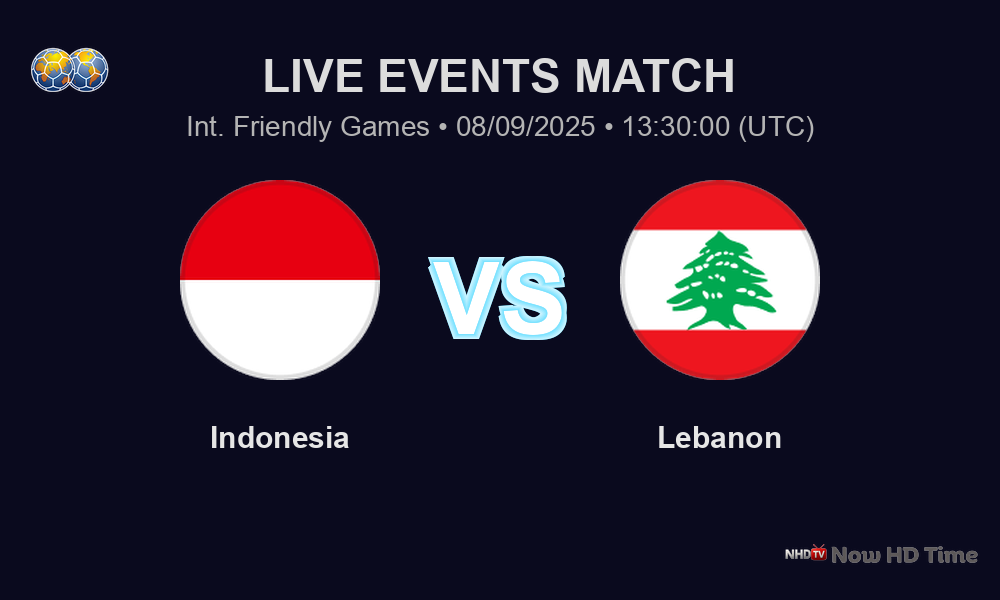 LIVE EVENTS MATCH
Int. Friendly Games • 08/09/2025 • 13:30:00 (UTC)
VS
Indonesia
Lebanon
NHDTV Now HD Time